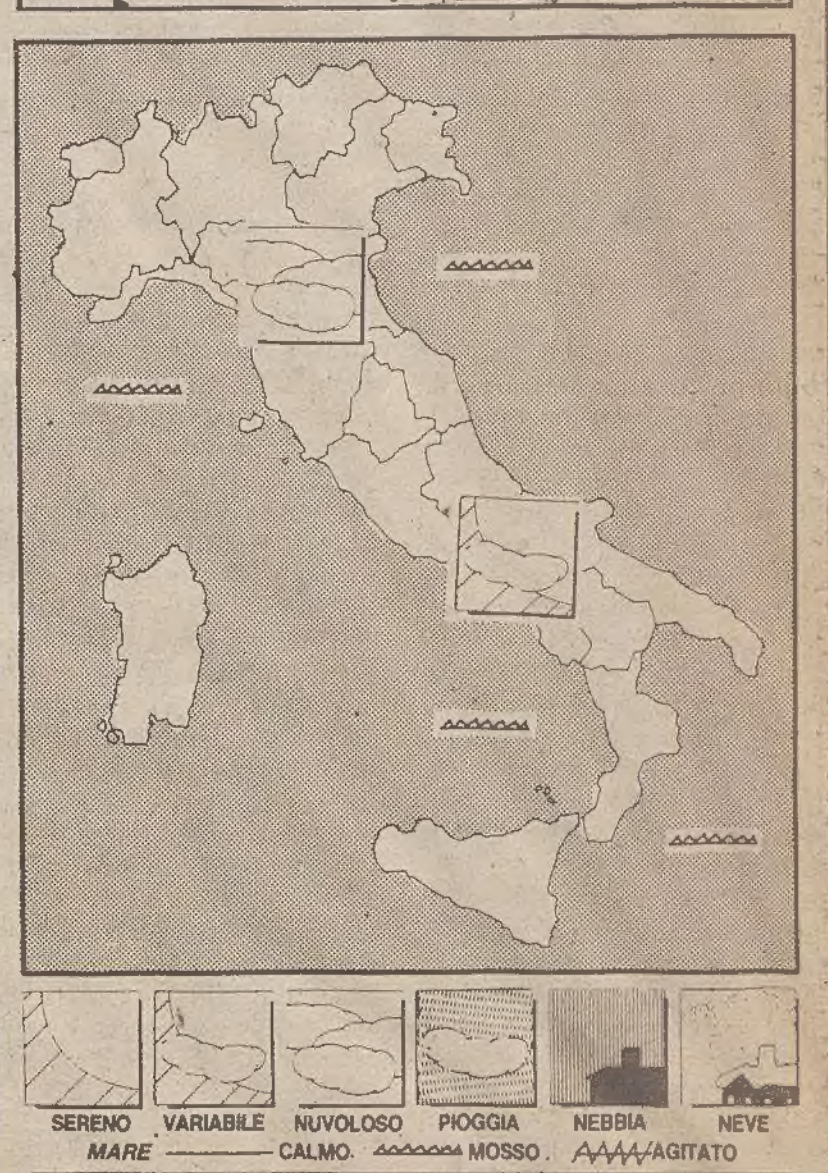 SERENO VARIABILE NUVOLOSO PIOGGIA NEBBIA NEVE
MARE CALMO. MOSSO. AGITATO